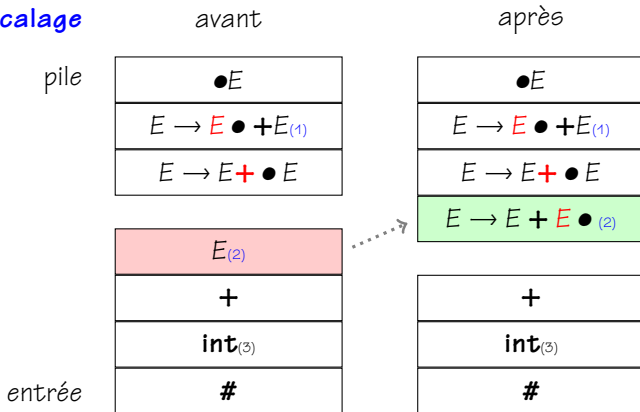 calage avant après
pile ●E ●E
E → E ● +E(1) E → E ● +E(1)
E → E+ ● E E → E+ ● E
E → E + E ● (2)
E(2)
+ +
int(3) int(3)
entrée # #